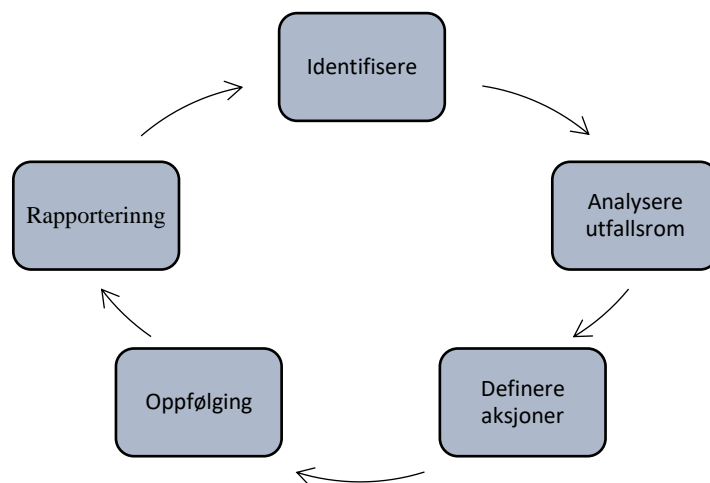 Identifisere
Analysere
utfallsrom
Definere
aksjoner
Oppfølging
Rapporterinng